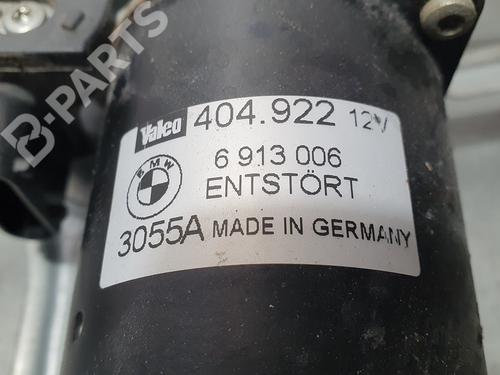 B-PARTS
Valeo 404.922 12V
BMW 6 913 006
ENTSTÖRT
3055A MADE IN GERMANY